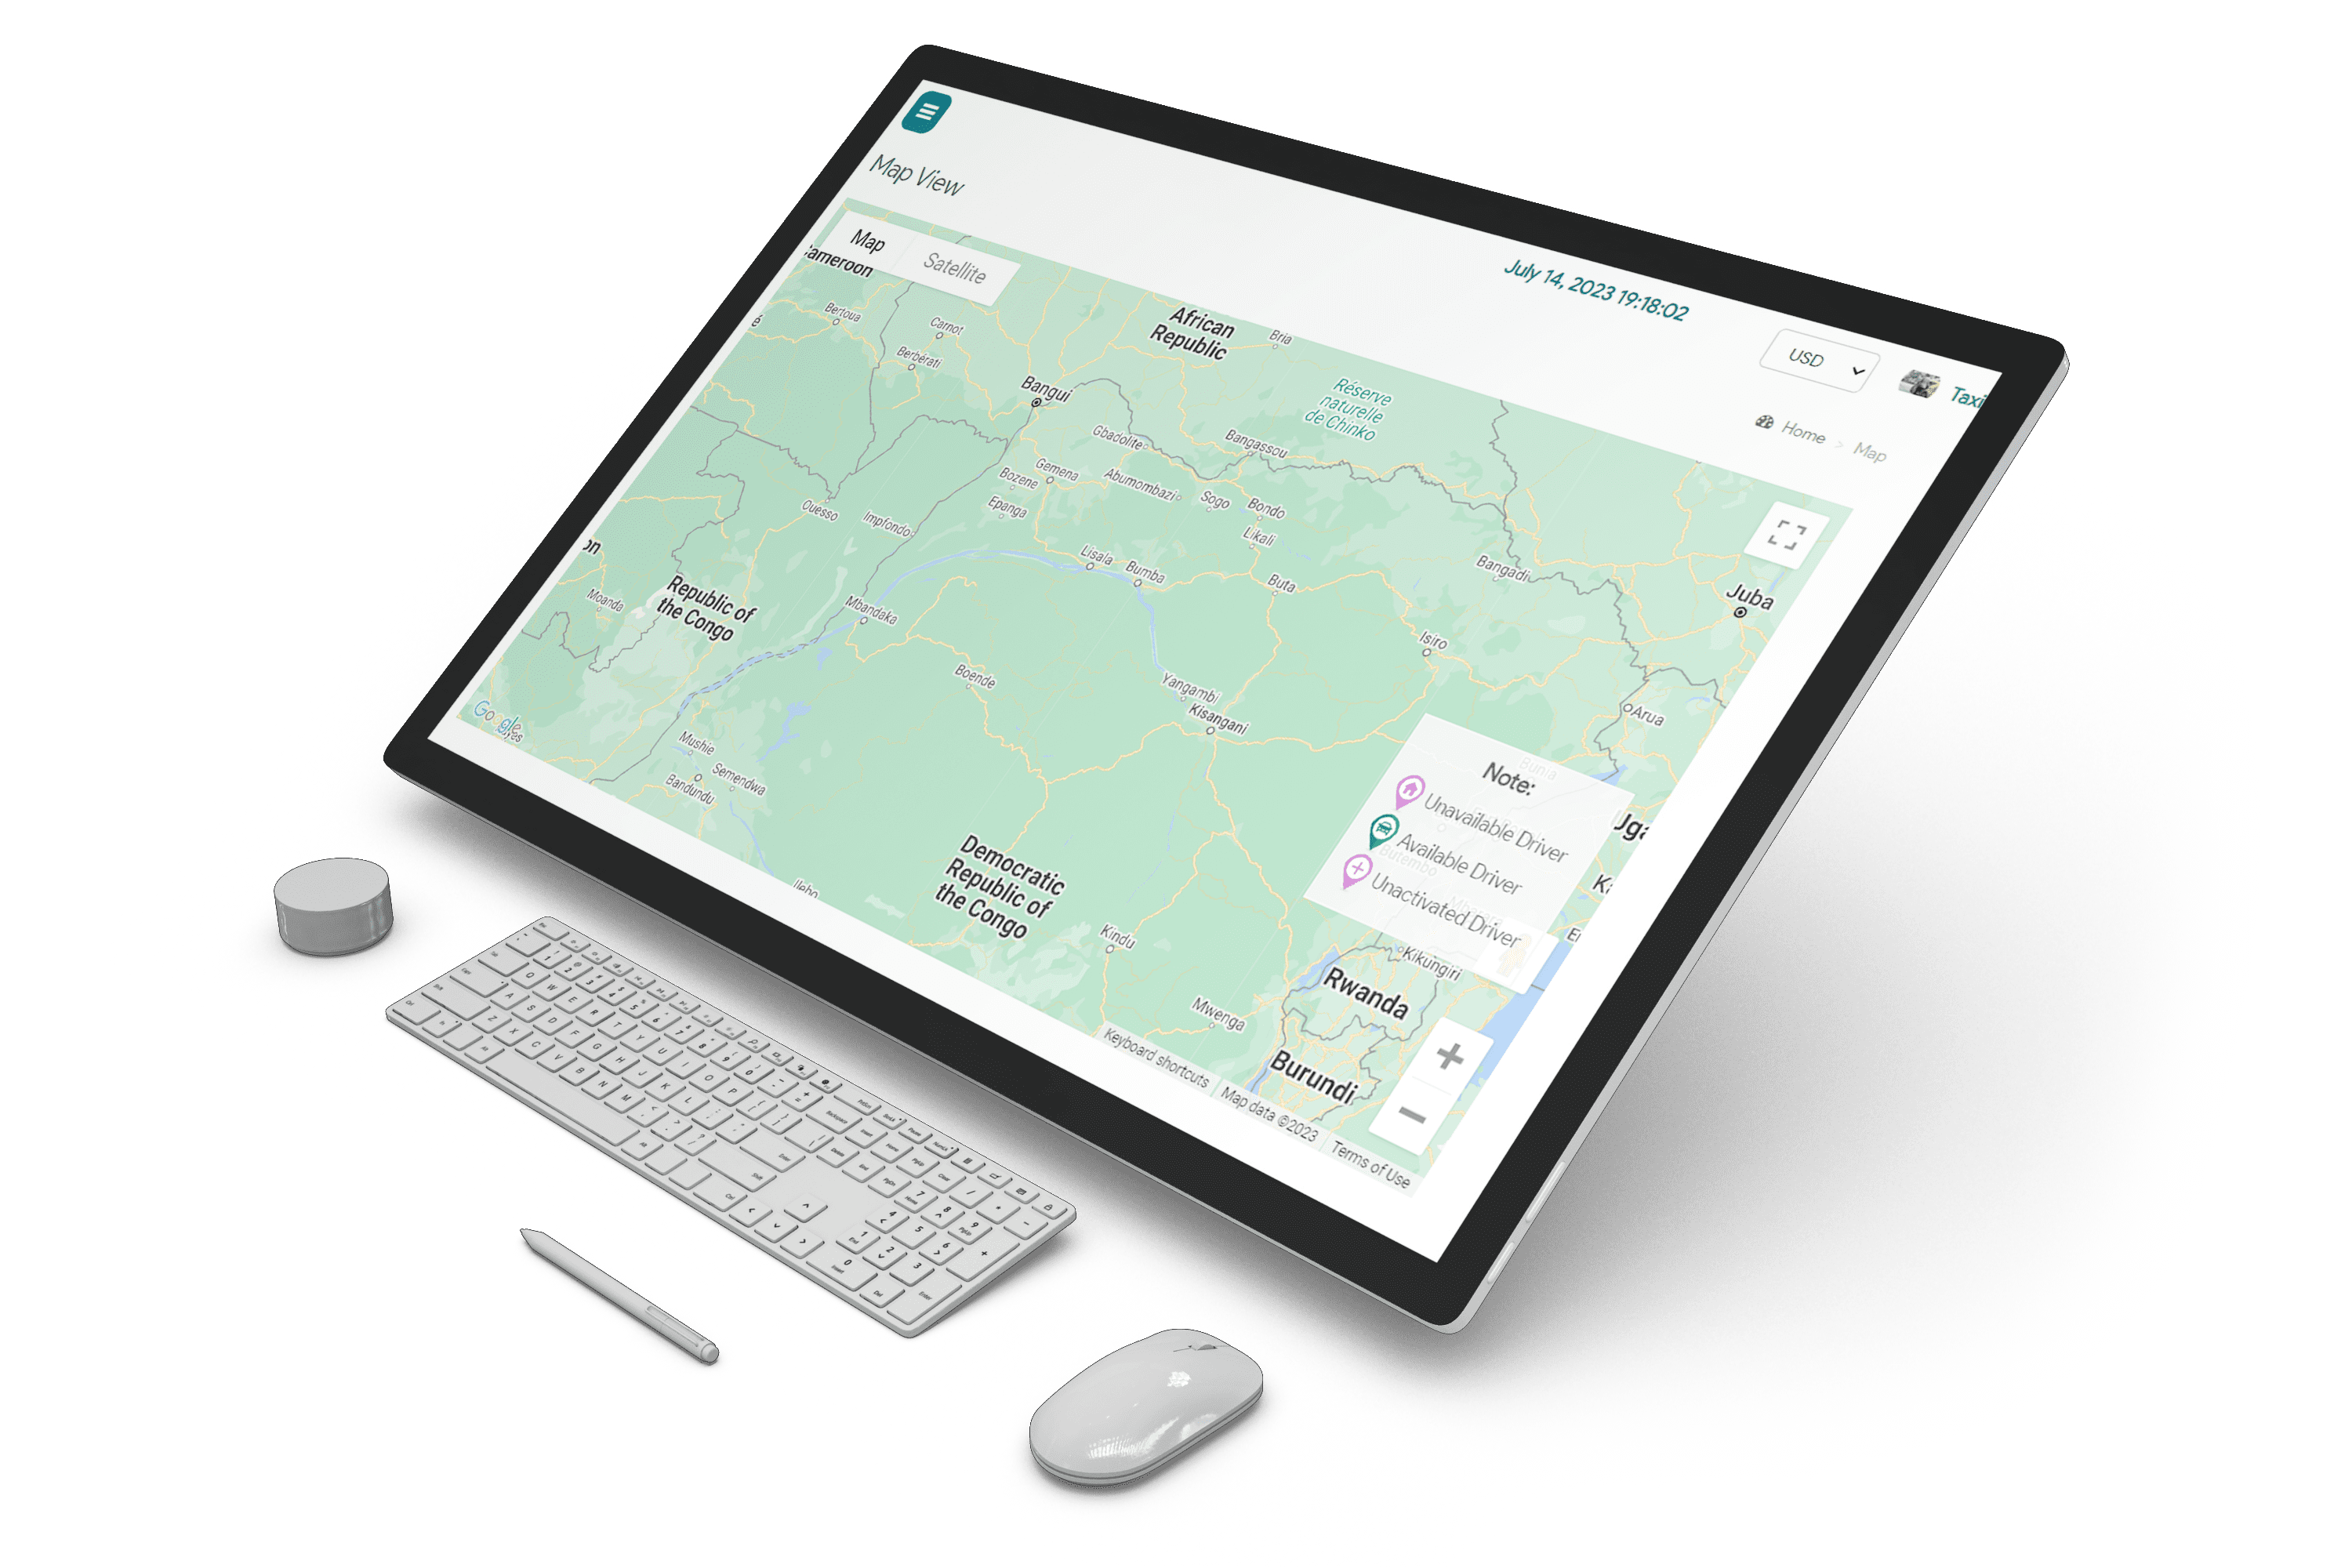 Map View
July 14, 2023 19:18:02
USD
Taxi
Home > Map
Map
Satellite
Cameroon
Bertoua
Carnot
Berbérati
African
Republic
Bria
Bangui
Réserve
naturelle
de Chinko
Gbadolite
Bangassou
Gemena
Bozene
Abumombazi
Sogo
Bondo
Epanga
Likali
Ouesso
Impfondo
Lisala
Bumba
Buta
Bangadi
Juba
Republic of
the Congo
Moanda
Mbandaka
Isiro
Boende
Yangambi
Kisangani
Arua
Google
Mushie
Semendwa
Bandundu
Ilebo
Democratic
Republic of
the Congo
Kindu
Mwenga
Note:
Bunia
Unavailable Driver
Available Driver
Butembo
Unactivated Driver
Mbarara
Kikungiri
Rwanda
Burundi
Keyboard shortcuts
Map data ©2023
Terms of Use